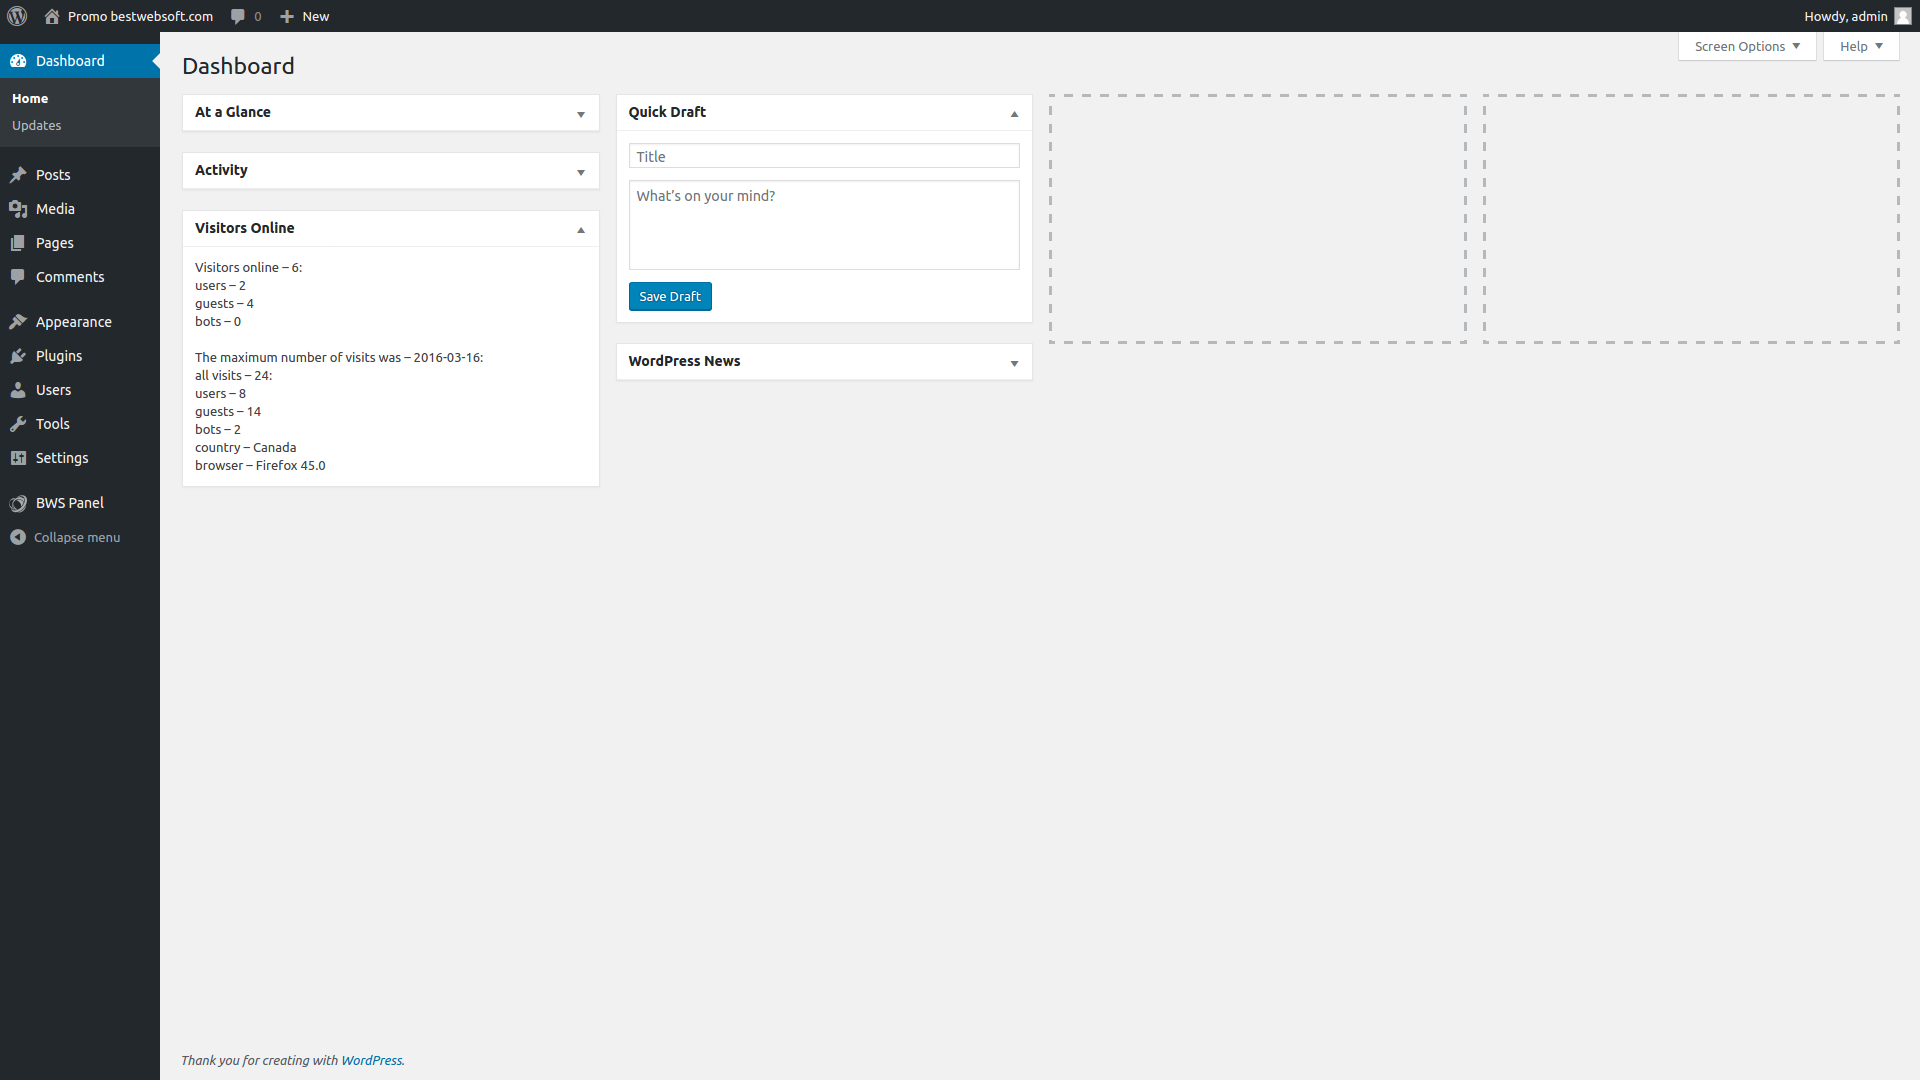 Promo bestwebsoft.com
0
New
Howdy, admin
Dashboard
Home
Updates
Posts
Media
Pages
Comments
Appearance
Plugins
Users
Tools
Settings
BWS Panel
Collapse menu
Screen Options
Help
Dashboard
At a Glance
Activity
Visitors Online
Visitors online – 6:
users – 2
guests – 4
bots – 0
The maximum number of visits was – 2016-03-16:
all visits – 24:
users – 8
guests – 14
bots – 2
country – Canada
browser – Firefox 45.0
Quick Draft
Title
What's on your mind?
Save Draft
WordPress News
Thank you for creating with WordPress.